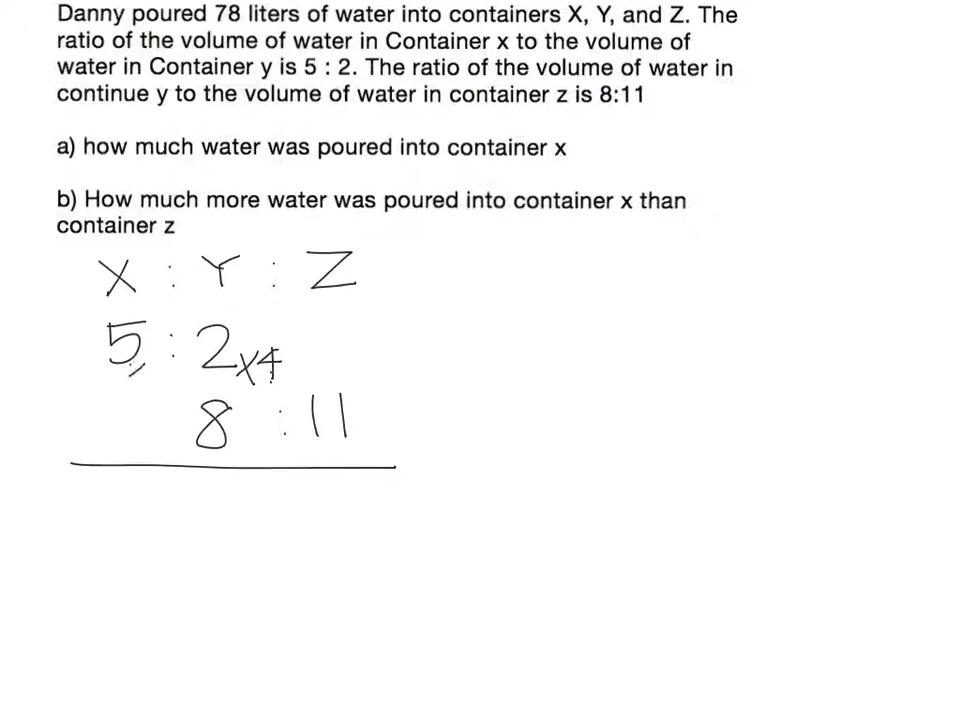 Danny poured 78 liters of water into containers X, Y, and Z. The
ratio of the volume of water in Container x to the volume of
water in Container y is 5 : 2. The ratio of the volume of water in
continue y to the volume of water in container z is 8:11
a) how much water was poured into container x
b) How much more water was poured into container x than
container z
X : Y : Z
5 : 2 x4
8 : 11